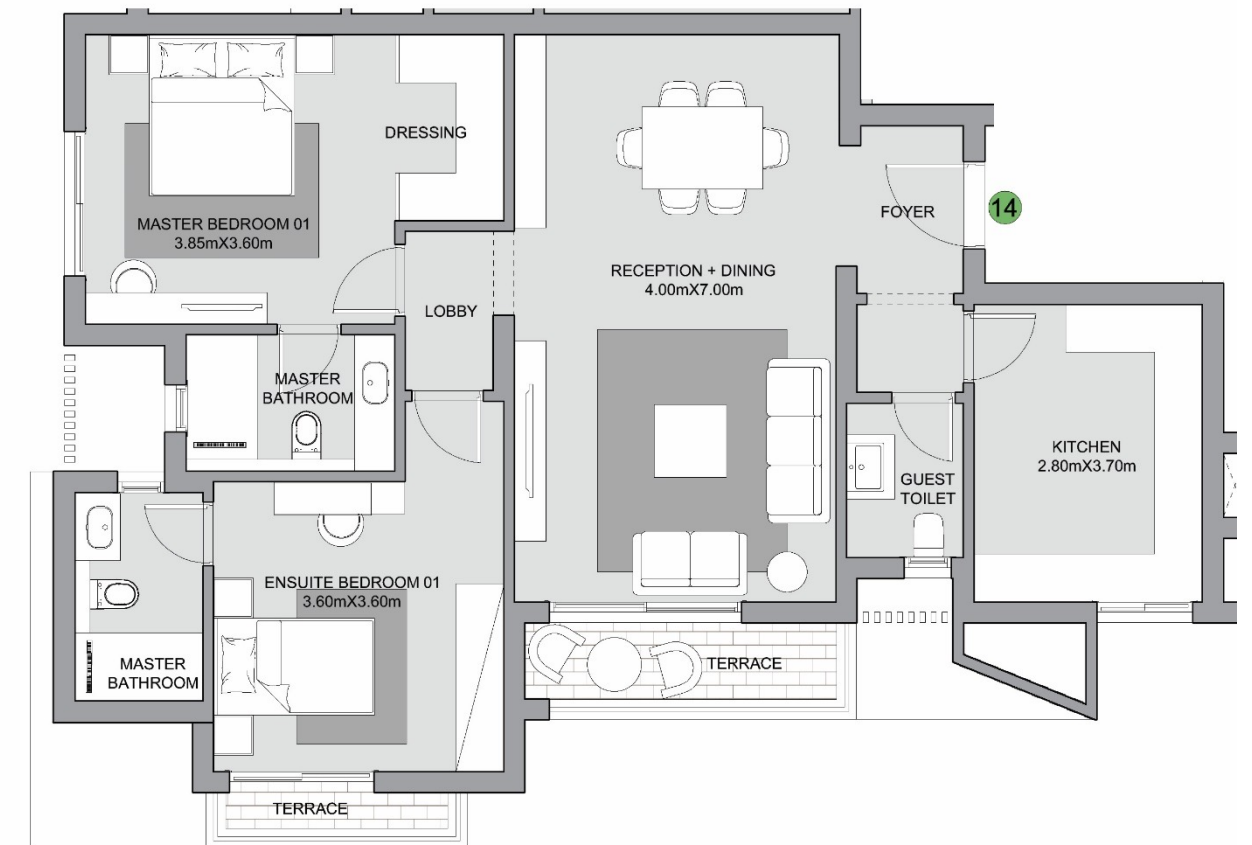 DRESSING
MASTER BEDROOM 01
3.85mX3.60m
FOYER
14
RECEPTION + DINING
4.00mX7.00m
LOBBY
MASTER
BATHROOM
KITCHEN
2.80mX3.70m
GUEST
TOILET
ENSUITE BEDROOM 01
3.60mX3.60m
MASTER
BATHROOM
TERRACE
TERRACE